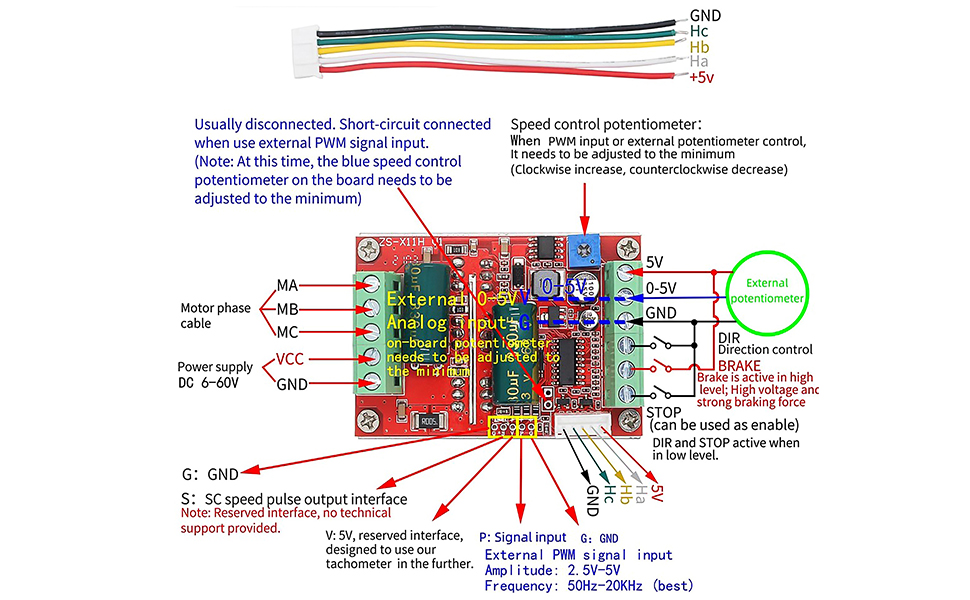 GND
Hc
Hb
Ha
+5v
Usually disconnected. Short-circuit connected
when use external PWM signal input.
(Note: At this time, the blue speed control
potentiometer on the board needs to be
adjusted to the minimum)
Speed control potentiometer:
When PWM input or external potentiometer control,
It needs to be adjusted to the minimum
(Clockwise increase, counterclockwise decrease)
ZS-X11H V1
Motor phase
cable
MA
MB
MC
Power supply
DC 6-60V
VCC
GND
External 0-5V
Analog input
on-board potentiometer
needs to be adjusted to
the minimum
V 0-5V
G
R005
5V
0-5V
GND
External
potentiometer
DIR
Direction control
BRAKE
Brake is active in high
level; High voltage and
strong braking force
STOP
(can be used as enable)
DIR and STOP active when
in low level.
GND
Hc
Hb
Ha
5V
G: GND
S: SC speed pulse output interface
Note: Reserved interface, no technical
support provided.
V: 5V, reserved interface,
designed to use our
tachometer in the further.
P: Signal input G: GND
External PWM signal input
Amplitude: 2.5V-5V
Frequency: 50Hz-20KHz (best)